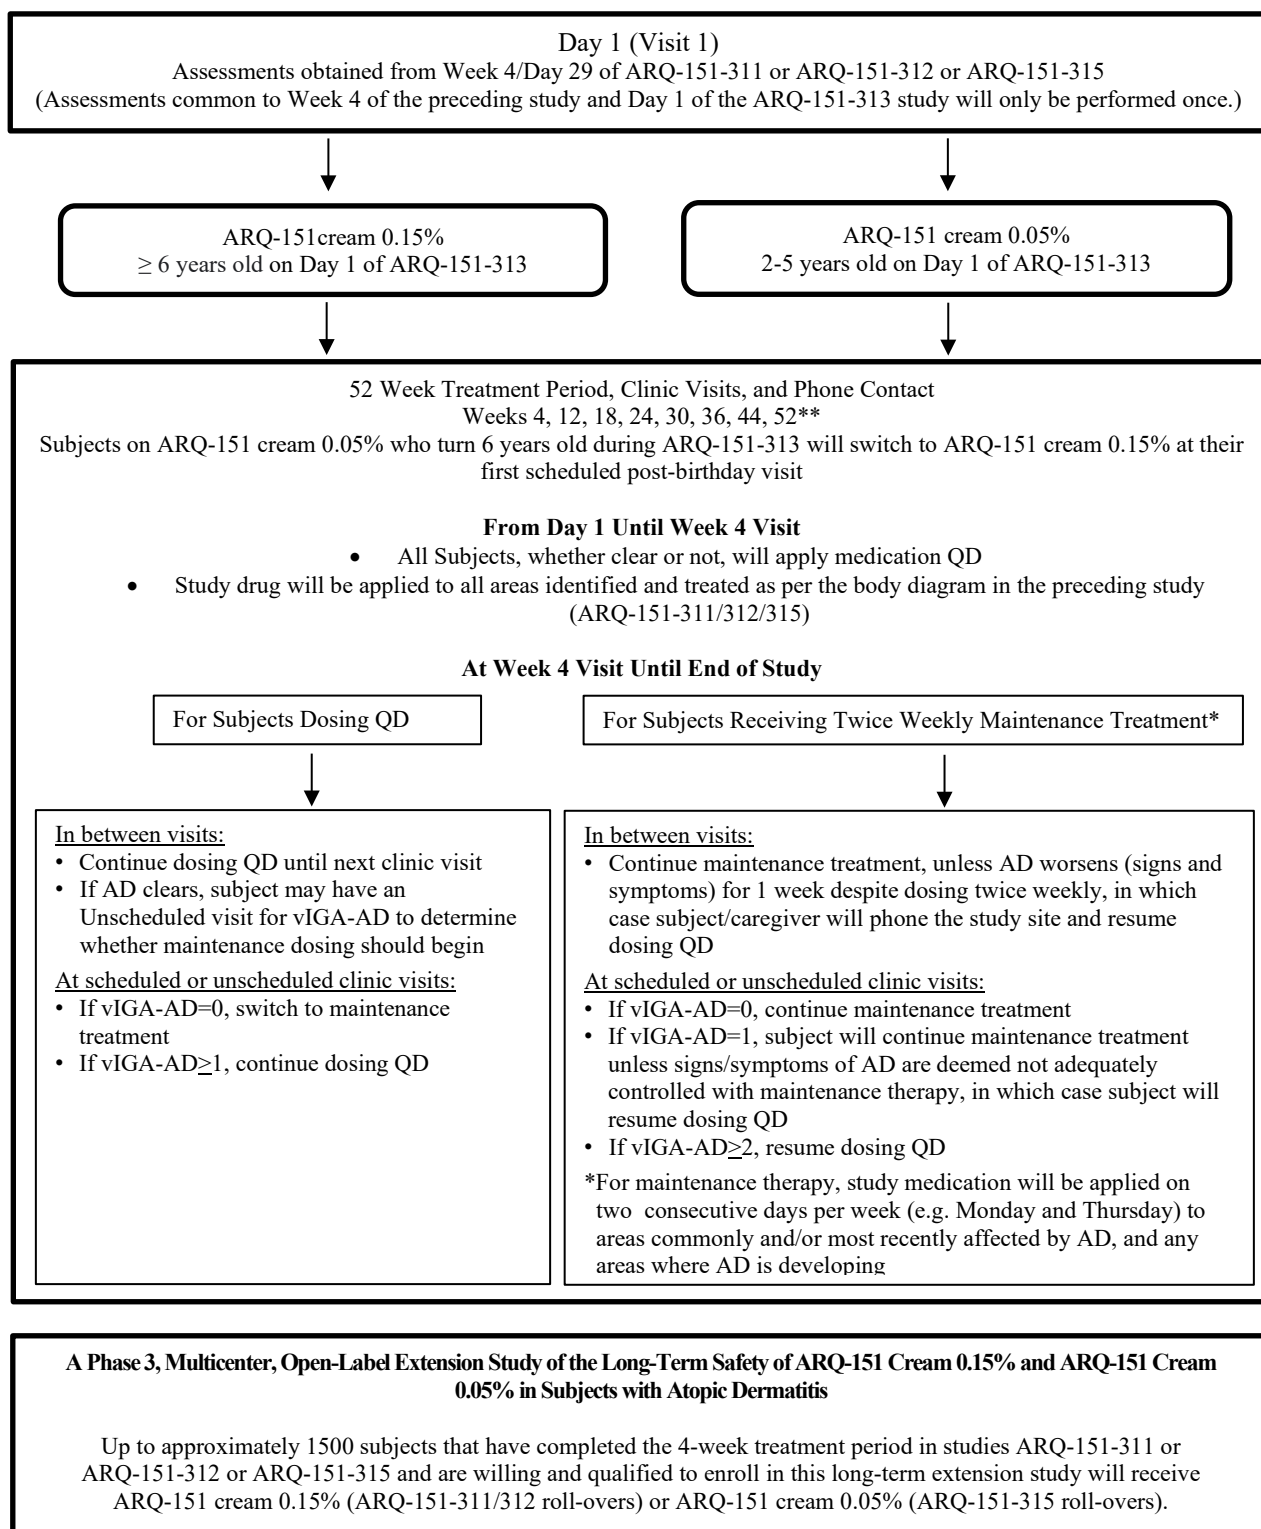 Day 1 (Visit 1)
Assessments obtained from Week 4/Day 29 of ARQ-151-311 or ARQ-151-312 or ARQ-151-315
(Assessments common to Week 4 of the preceding study and Day 1 of the ARQ-151-313 study will only be performed once.)
ARQ-151cream 0.15%
≥ 6 years old on Day 1 of ARQ-151-313
ARQ-151 cream 0.05%
2-5 years old on Day 1 of ARQ-151-313
52 Week Treatment Period, Clinic Visits, and Phone Contact
Weeks 4, 12, 18, 24, 30, 36, 44, 52**
Subjects on ARQ-151 cream 0.05% who turn 6 years old during ARQ-151-313 will switch to ARQ-151 cream 0.15% at their
first scheduled post-birthday visit
From Day 1 Until Week 4 Visit
• All Subjects, whether clear or not, will apply medication QD
• Study drug will be applied to all areas identified and treated as per the body diagram in the preceding study
(ARQ-151-311/312/315)
At Week 4 Visit Until End of Study
For Subjects Dosing QD
In between visits:
• Continue dosing QD until next clinic visit
• If AD clears, subject may have an
Unscheduled visit for vIGA-AD to determine
whether maintenance dosing should begin
At scheduled or unscheduled clinic visits:
• If vIGA-AD=0, switch to maintenance
treatment
• If vIGA-AD≥1, continue dosing QD
For Subjects Receiving Twice Weekly Maintenance Treatment*
In between visits:
• Continue maintenance treatment, unless AD worsens (signs and
symptoms) for 1 week despite dosing twice weekly, in which
case subject/caregiver will phone the study site and resume
dosing QD
At scheduled or unscheduled clinic visits:
• If vIGA-AD=0, continue maintenance treatment
• If vIGA-AD=1, subject will continue maintenance treatment
unless signs/symptoms of AD are deemed not adequately
controlled with maintenance therapy, in which case subject will
resume dosing QD
• If vIGA-AD≥2, resume dosing QD
*For maintenance therapy, study medication will be applied on
two consecutive days per week (e.g. Monday and Thursday) to
areas commonly and/or most recently affected by AD, and any
areas where AD is developing
A Phase 3, Multicenter, Open-Label Extension Study of the Long-Term Safety of ARQ-151 Cream 0.15% and ARQ-151 Cream
0.05% in Subjects with Atopic Dermatitis
Up to approximately 1500 subjects that have completed the 4-week treatment period in studies ARQ-151-311 or
ARQ-151-312 or ARQ-151-315 and are willing and qualified to enroll in this long-term extension study will receive
ARQ-151 cream 0.15% (ARQ-151-311/312 roll-overs) or ARQ-151 cream 0.05% (ARQ-151-315 roll-overs).